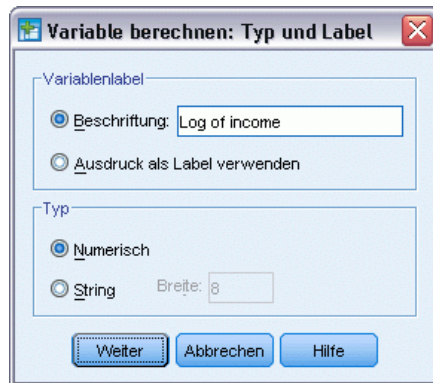 Variable berechnen: Typ und Label
Variablenlabel
Beschriftung: Log of income
Ausdruck als Label verwenden
Typ
Numerisch
String Breite: 8
Weiter Abbrechen Hilfe